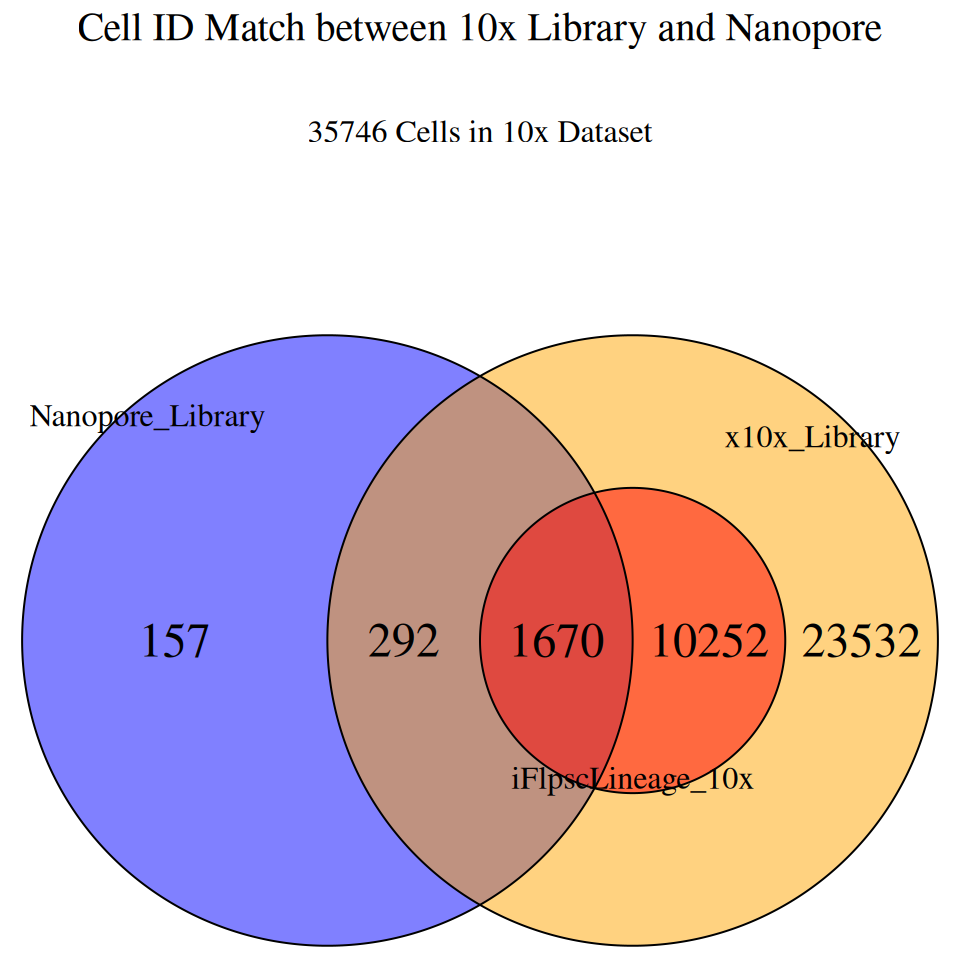 Cell ID Match between 10x Library and Nanopore
35746 Cells in 10x Dataset
Nanopore_Library
x10x_Library
157 292 1670 10252 23532
iFlpscLineage_10x